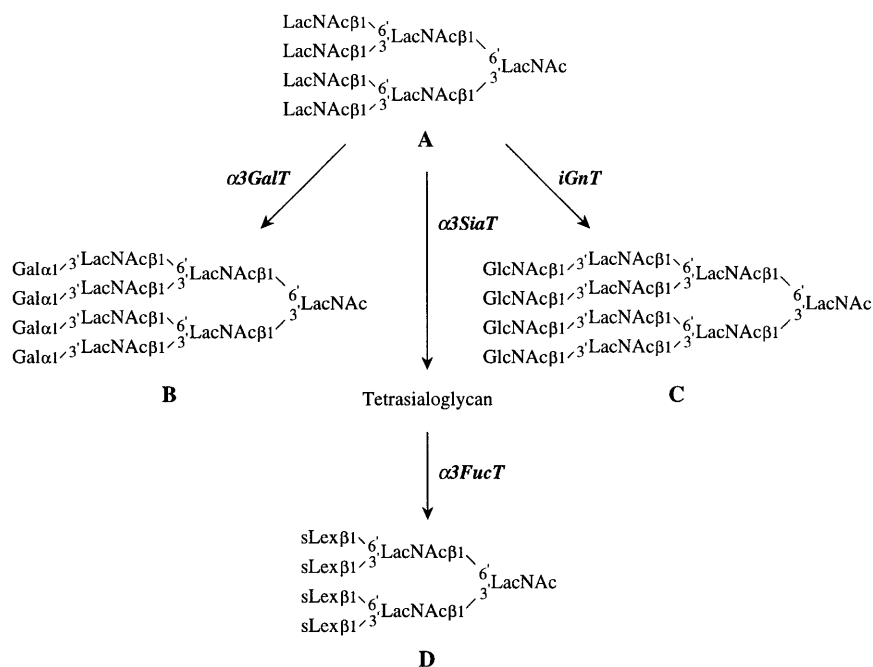 LacNAcβ1
6'LacNAcβ1
LacNAcβ1
3'
6'
3'LacNAc
LacNAcβ1
6'LacNAcβ1
LacNAcβ1
3'
A
α3GalT
iGnT
α3SiaT
Galα1 3'LacNAcβ1
6'LacNAcβ1
Galα1 3'LacNAcβ1
3'
6'
3'LacNAc
Galα1 3'LacNAcβ1
6'LacNAcβ1
Galα1 3'LacNAcβ1
3'
B
GlcNAcβ1 3'LacNAcβ1
6'LacNAcβ1
GlcNAcβ1 3'LacNAcβ1
3'
6'
3'LacNAc
GlcNAcβ1 3'LacNAcβ1
6'LacNAcβ1
GlcNAcβ1 3'LacNAcβ1
3'
C
Tetrasialoglycan
α3FucT
sLexβ1
6'LacNAcβ1
sLexβ1
3'
6'
3'LacNAc
sLexβ1
6'LacNAcβ1
sLexβ1
3'
D